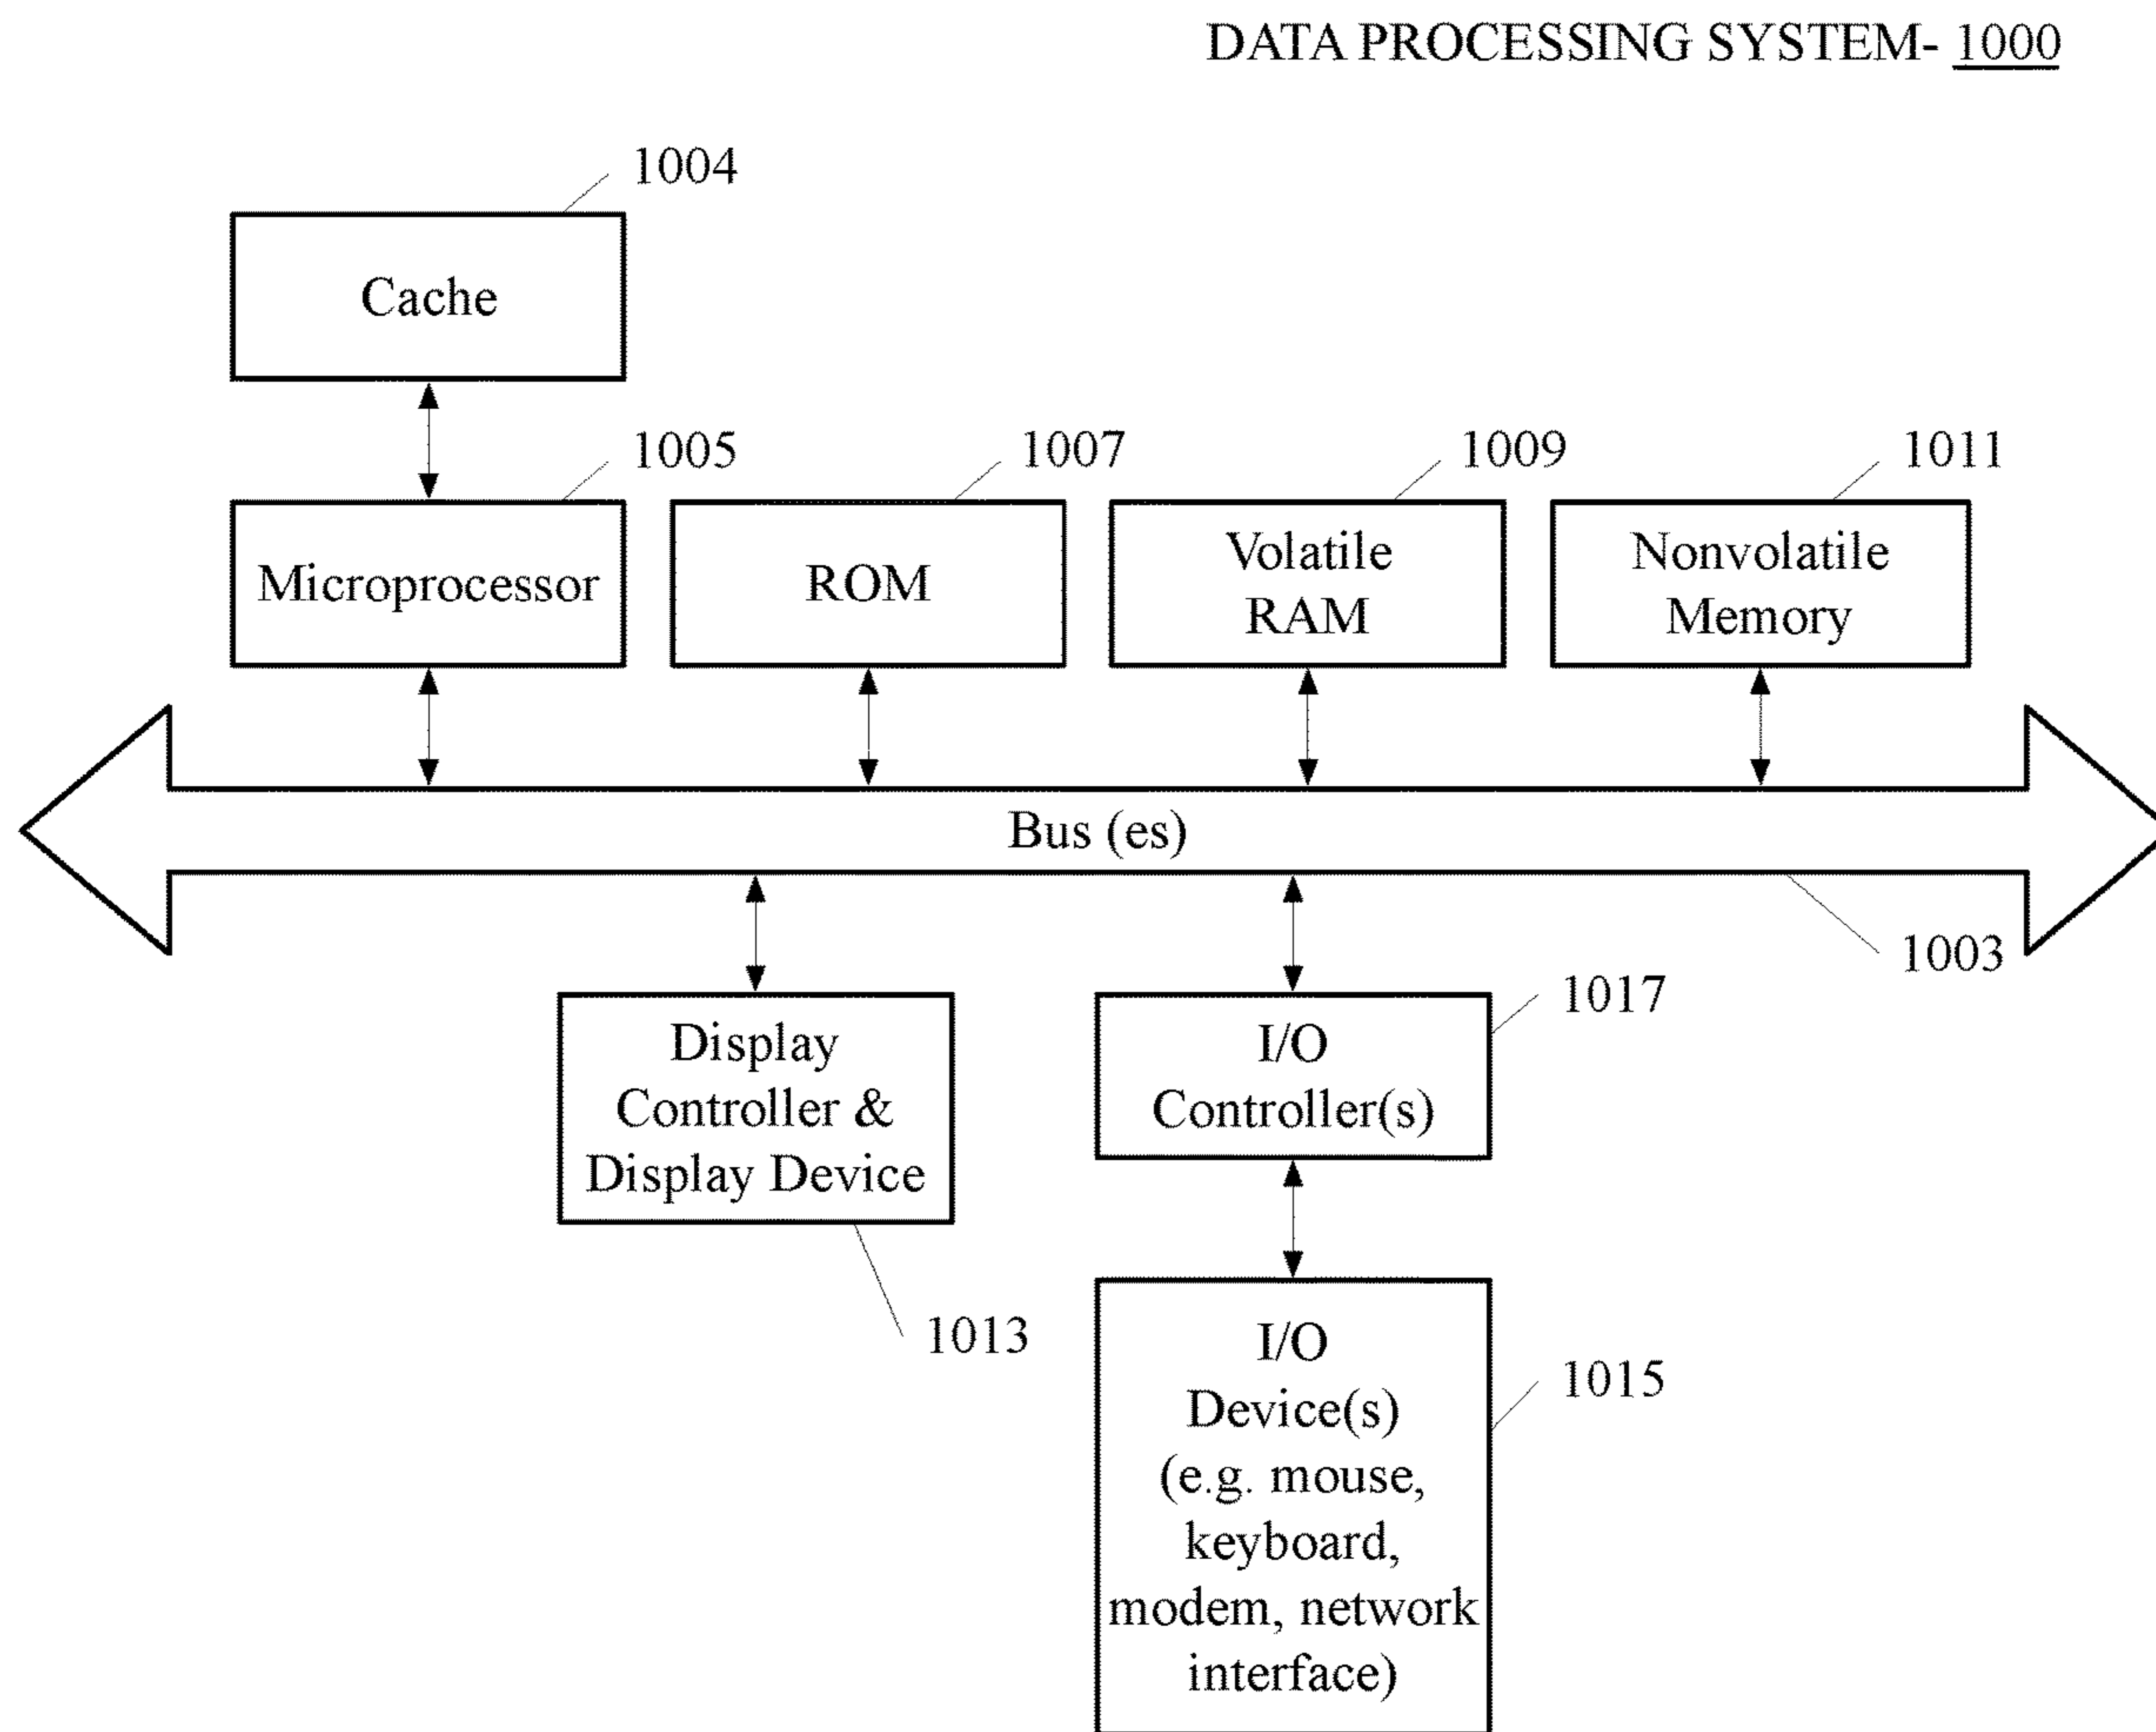 DATA PROCESSING SYSTEM- 1000
1004
Cache
1005
1007
1009
1011
Microprocessor
ROM
Volatile
RAM
Nonvolatile
Memory
Bus (es)
1003
1017
Display
Controller &
Display Device
I/O
Controller(s)
1013
I/O
Device(s)
(e.g. mouse,
keyboard,
modem, network
interface)
1015